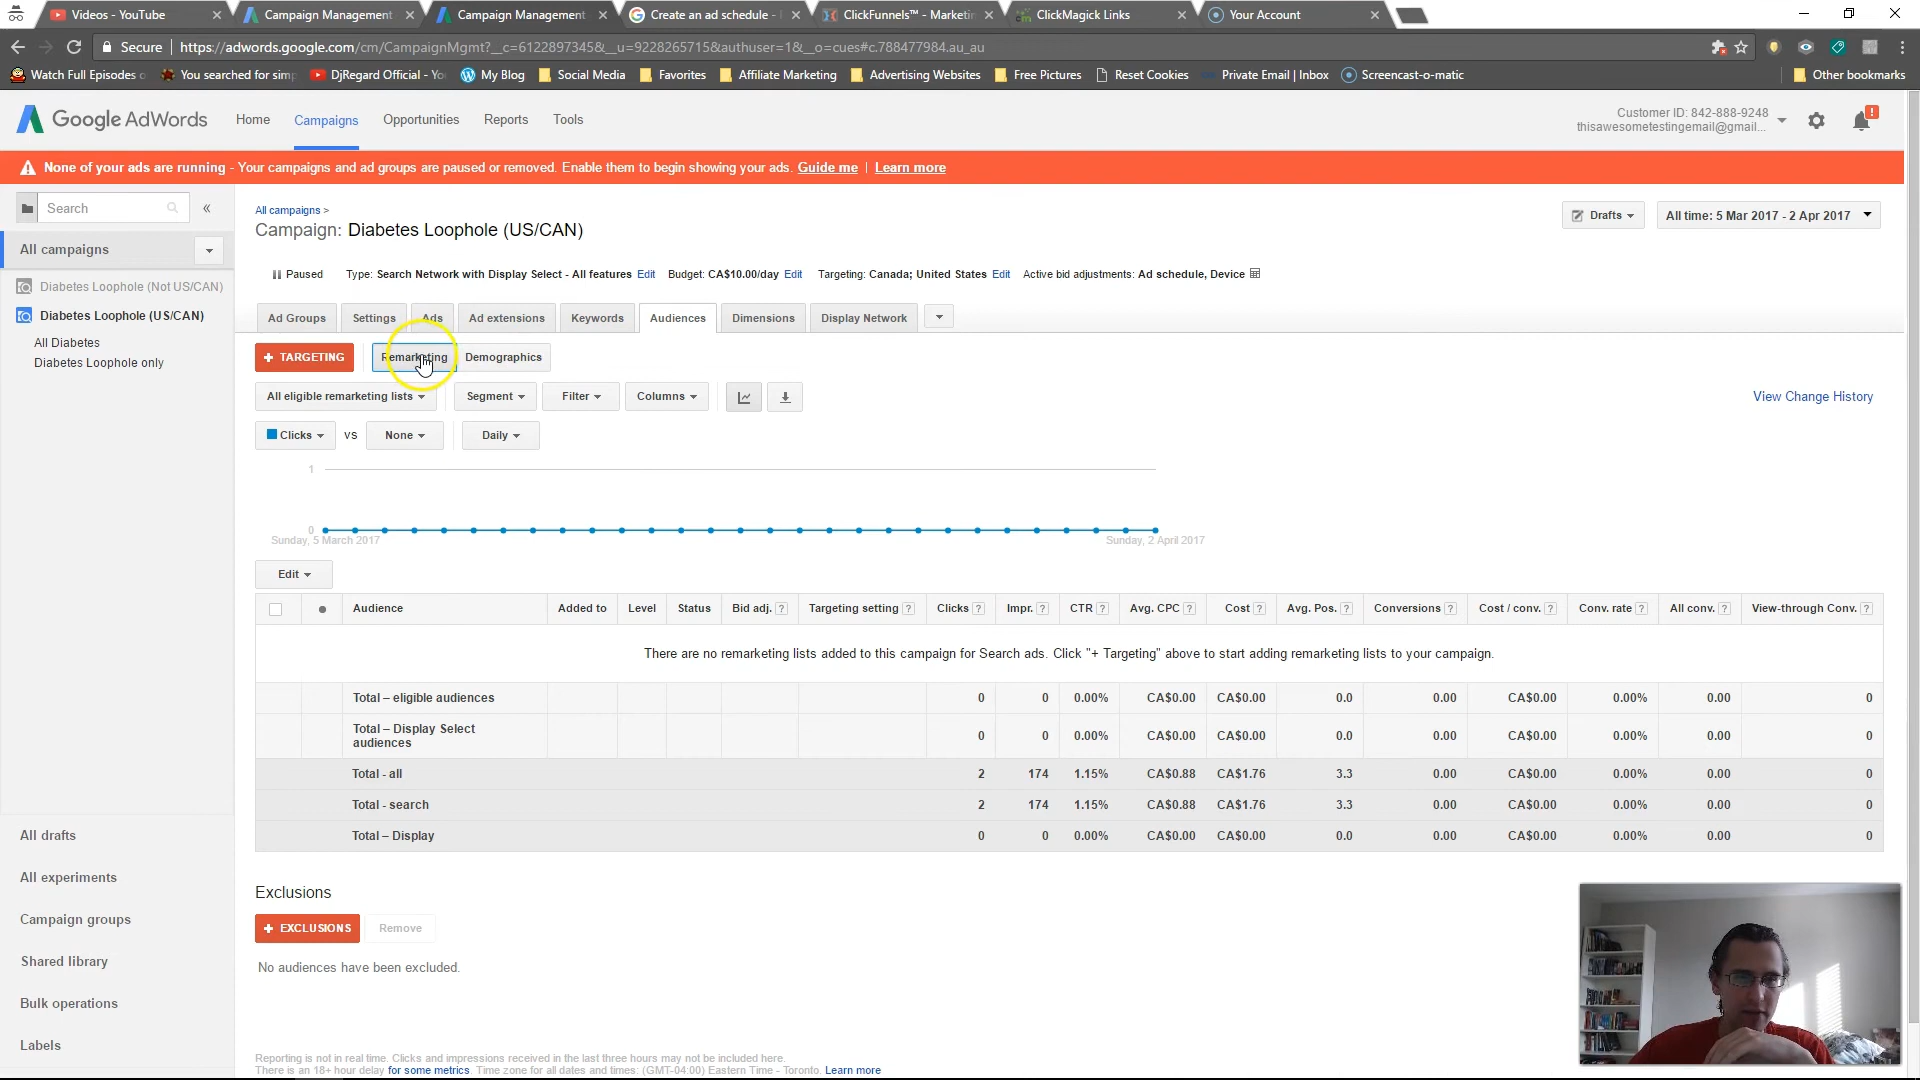 Videos - YouTube
Campaign Management
Campaign Management
Create an ad schedule -
ClickFunnels™ - Marketin
ClickMagick Links
Your Account
Secure
https://adwords.google.com/cm/CampaignMgmt?__c=6122897345&__u=9228265715&authuser=1&__o=cues#c.788477984.au_au
Watch Full Episodes o
You searched for simp
DjRegard Official - Yo
My Blog
Social Media
Favorites
Affiliate Marketing
Advertising Websites
Free Pictures
Reset Cookies
Private Email | Inbox
Screencast-o-matic
Other bookmarks
Google AdWords
Home
Campaigns
Opportunities
Reports
Tools
Customer ID: 842-888-9248
thisawesometestingemail@gmail...
None of your ads are running - Your campaigns and ad groups are paused or removed. Enable them to begin showing your ads. Guide me | Learn more
Search
«
All campaigns
Diabetes Loophole (Not US/CAN)
Diabetes Loophole (US/CAN)
All Diabetes
Diabetes Loophole only
All drafts
All experiments
Campaign groups
Shared library
Bulk operations
Labels
All campaigns >
Campaign: Diabetes Loophole (US/CAN)
Drafts
All time: 5 Mar 2017 - 2 Apr 2017
Paused Type: Search Network with Display Select - All features Edit Budget: CA$10.00/day Edit Targeting: Canada; United States Edit Active bid adjustments: Ad schedule, Device
Ad Groups
Settings
Ads
Ad extensions
Keywords
Audiences
Dimensions
Display Network
+ TARGETING
Remarketing
Demographics
All eligible remarketing lists
Segment
Filter
Columns
View Change History
Clicks
vs
None
Daily
1
0
Sunday, 5 March 2017
Sunday, 2 April 2017
Edit
Audience Added to Level Status Bid adj. ? Targeting setting ? Clicks ? Impr. ? CTR ? Avg. CPC ? Cost ? Avg. Pos. ? Conversions ? Cost / conv. ? Conv. rate ? All conv. ? View-through Conv. ?
There are no remarketing lists added to this campaign for Search ads. Click "+ Targeting" above to start adding remarketing lists to your campaign.
Total – eligible audiences 0 0 0.00% CA$0.00 CA$0.00 0.0 0.00 CA$0.00 0.00% 0.00 0
Total – Display Select
audiences 0 0 0.00% CA$0.00 CA$0.00 0.0 0.00 CA$0.00 0.00% 0.00 0
Total - all 2 174 1.15% CA$0.88 CA$1.76 3.3 0.00 CA$0.00 0.00% 0.00 0
Total - search 2 174 1.15% CA$0.88 CA$1.76 3.3 0.00 CA$0.00 0.00% 0.00 0
Total – Display 0 0 0.00% CA$0.00 CA$0.00 0.0 0.00 CA$0.00 0.00% 0.00 0
Exclusions
+ EXCLUSIONS
Remove
No audiences have been excluded.
Reporting is not in real time. Clicks and impressions received in the last three hours may not be included here.
There is an 18+ hour delay for some metrics. Time zone for all dates and times: (GMT-04:00) Eastern Time - Toronto. Learn more